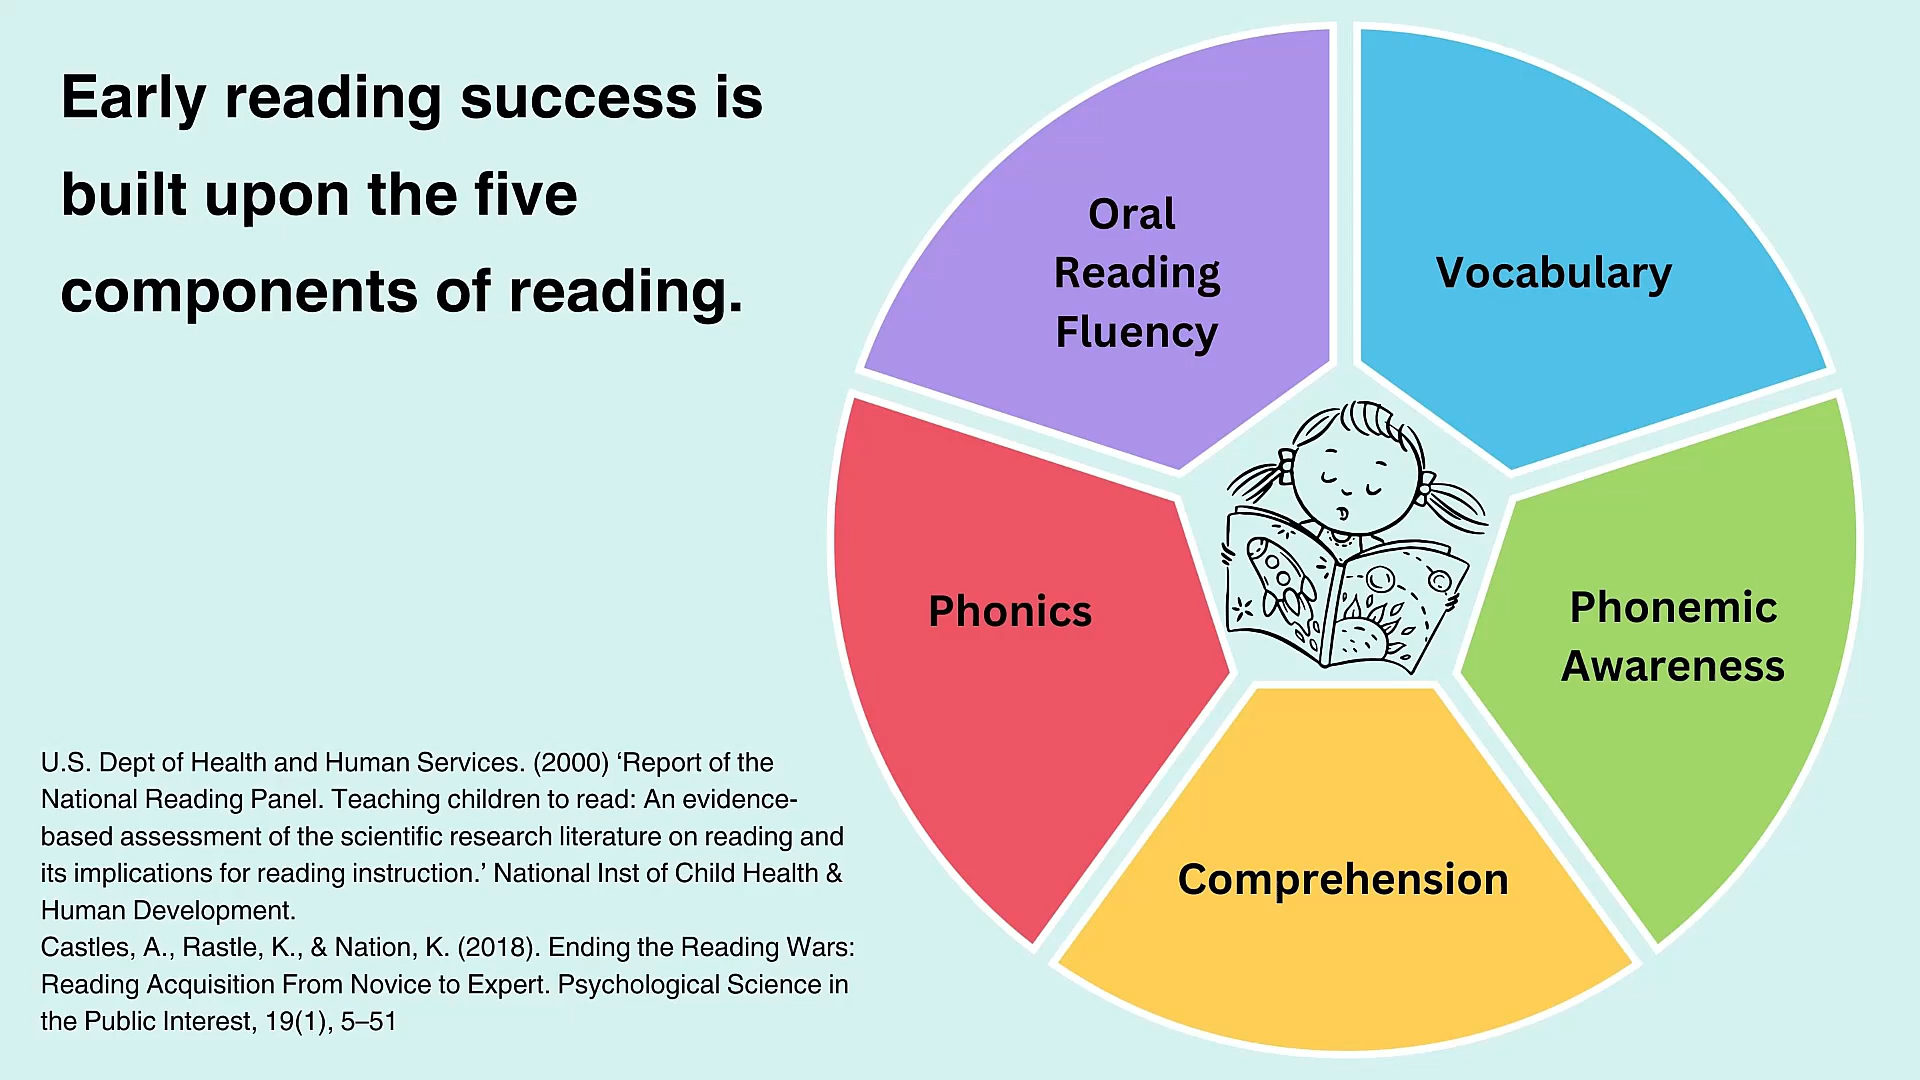 Early reading success is
built upon the five
components of reading.
Oral
Reading
Fluency
Vocabulary
Phonics
Phonemic
Awareness
Comprehension
U.S. Dept of Health and Human Services. (2000) ‘Report of the
National Reading Panel. Teaching children to read: An evidence-
based assessment of the scientific research literature on reading and
its implications for reading instruction.’ National Inst of Child Health &
Human Development.
Castles, A., Rastle, K., & Nation, K. (2018). Ending the Reading Wars:
Reading Acquisition From Novice to Expert. Psychological Science in
the Public Interest, 19(1), 5–51